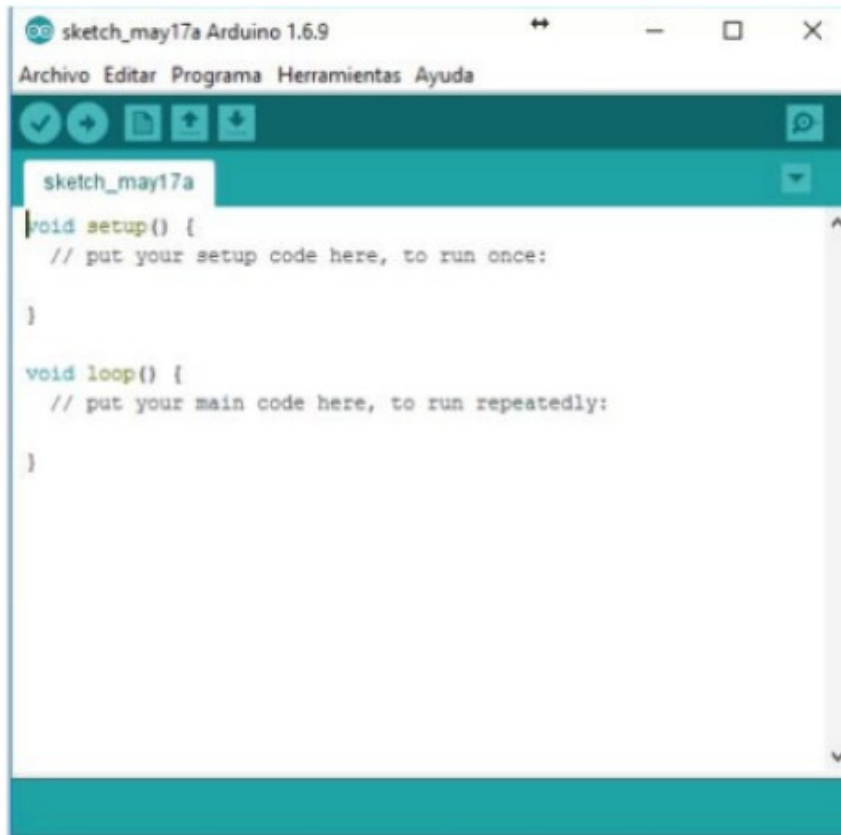 sketch_may17a Arduino 1.6.9
Archivo Editar Programa Herramientas Ayuda
sketch_may17a
void setup() {
  // put your setup code here, to run once:
}
void loop() {
  // put your main code here, to run repeatedly:
}